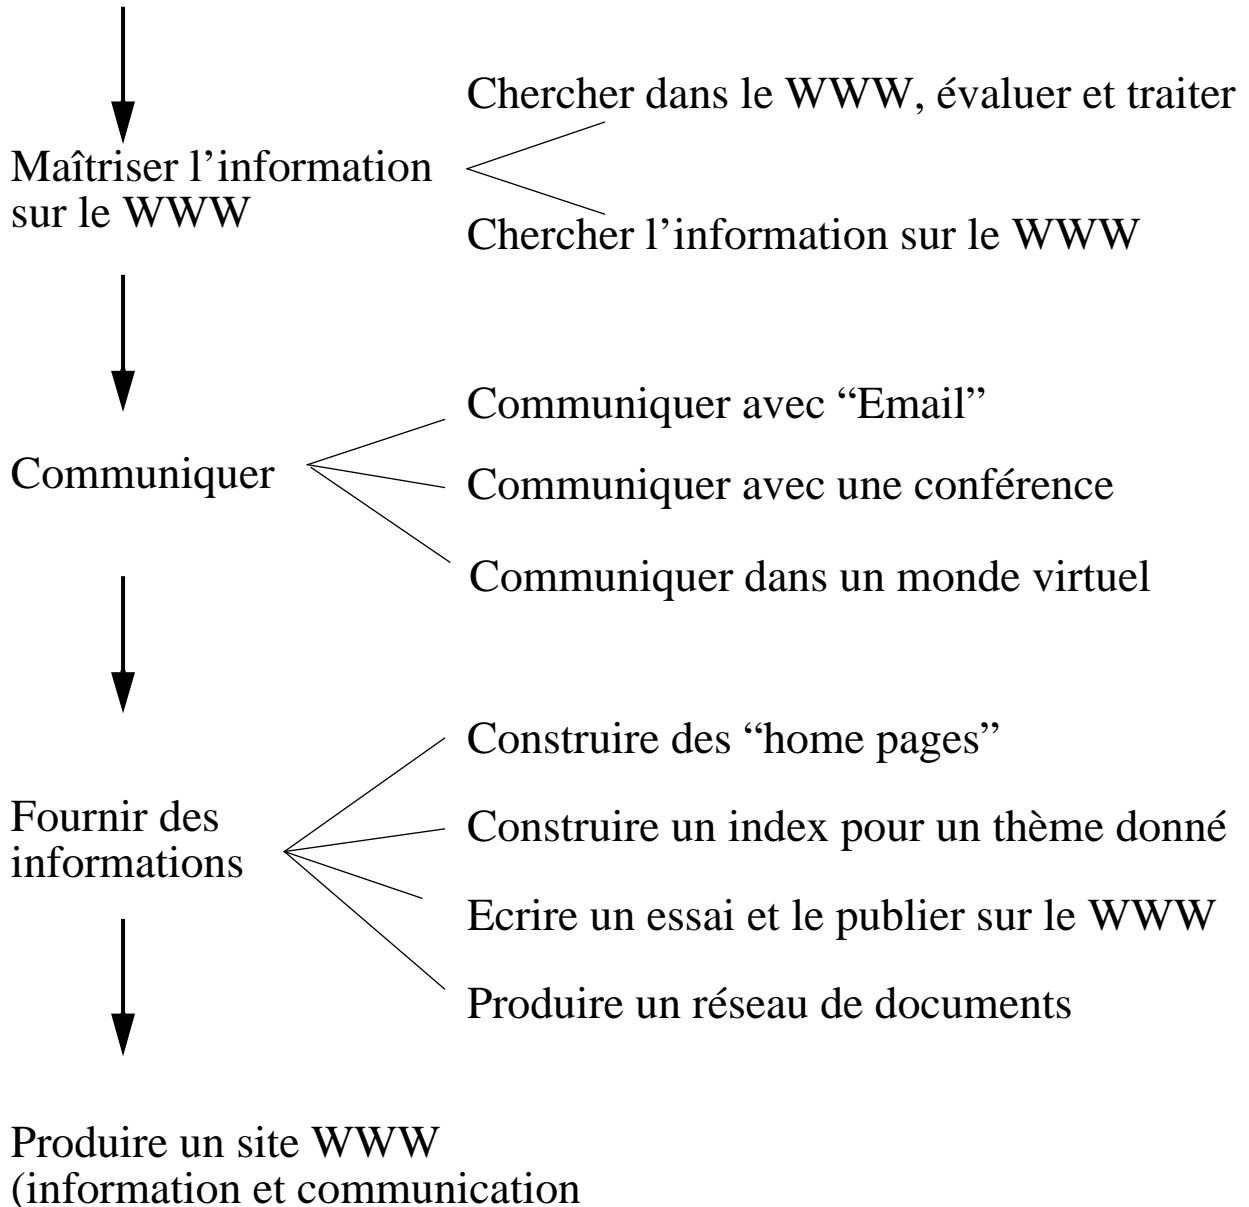 Chercher dans le WWW, évaluer et traiter
Maîtriser l’information
sur le WWW
Chercher l’information sur le WWW
Communiquer avec “Email”
Communiquer
Communiquer avec une conférence
Communiquer dans un monde virtuel
Construire des “home pages”
Fournir des
informations
Construire un index pour un thème donné
Ecrire un essai et le publier sur le WWW
Produire un réseau de documents
Produire un site WWW
(information et communication